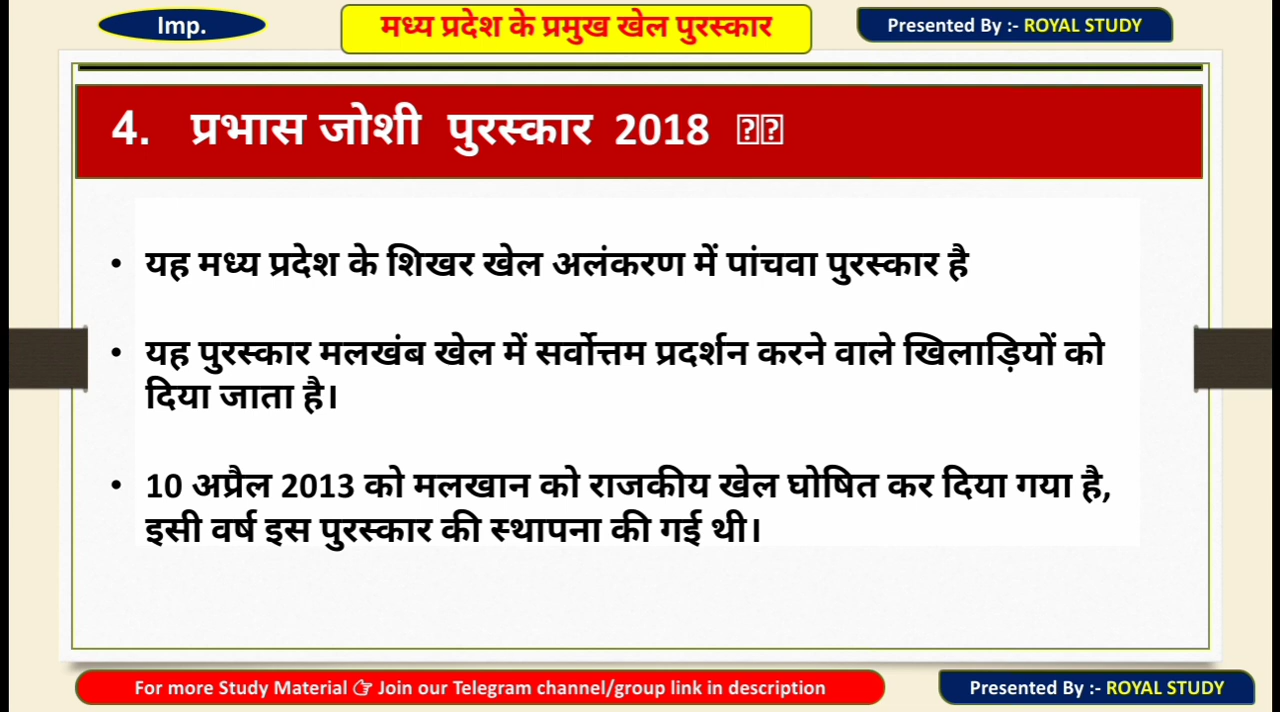 Imp.
मध्य प्रदेश के प्रमुख खेल पुरस्कार
Presented By :- ROYAL STUDY
4. प्रभास जोशी पुरस्कार 2018
• यह मध्य प्रदेश के शिखर खेल अलंकरण में पांचवा पुरस्कार है
• यह पुरस्कार मलखंब खेल में सर्वोत्तम प्रदर्शन करने वाले खिलाड़ियों को
दिया जाता है।
• 10 अप्रैल 2013 को मलखान को राजकीय खेल घोषित कर दिया गया है,
इसी वर्ष इस पुरस्कार की स्थापना की गई थी।
For more Study Material 👉 Join our Telegram channel/group link in description
Presented By :- ROYAL STUDY